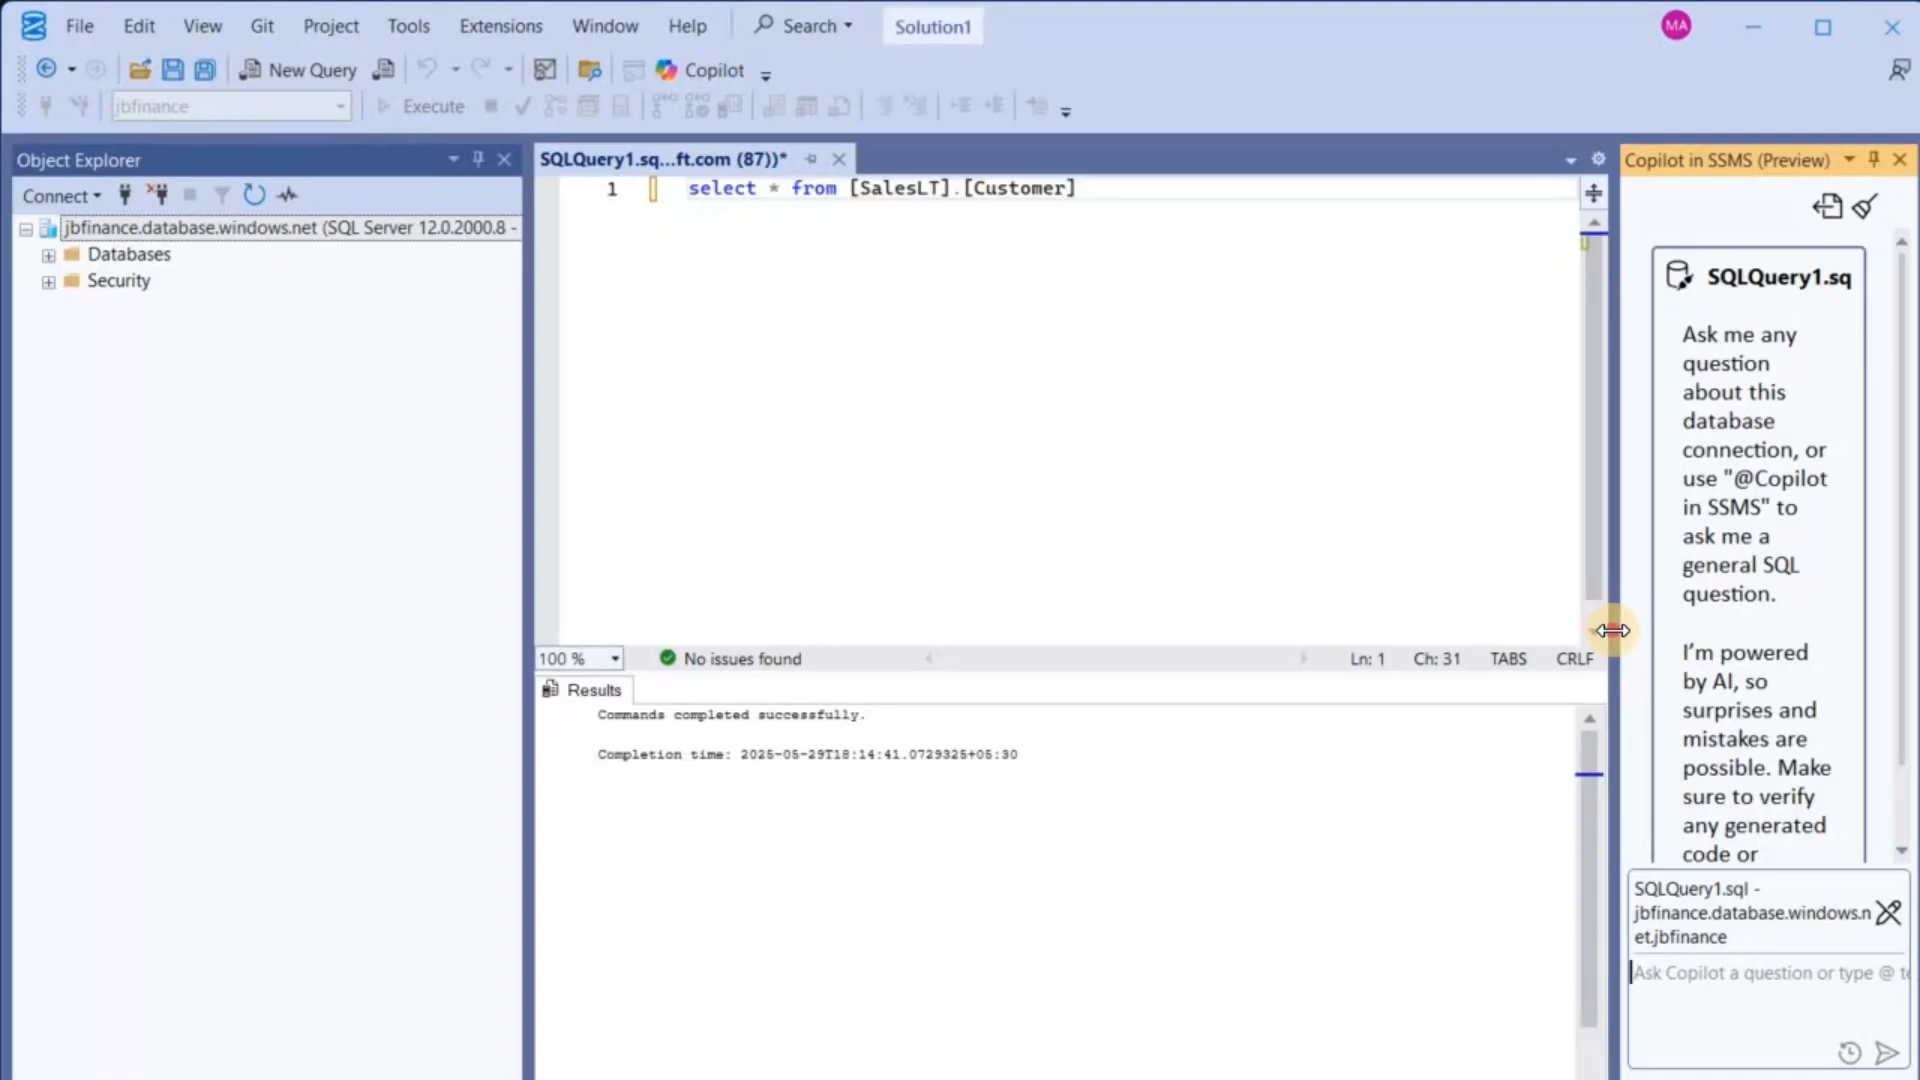 File Edit View Git Project Tools Extensions Window Help Search Solution1 MA
New Query Copilot
jbfinance Execute
Object Explorer
Connect
jbfinance.database.windows.net (SQL Server 12.0.2000.8 -
Databases
Security
SQLQuery1.sq...ft.com (87))*
1 select * from [SalesLT].[Customer]
100 % No issues found Ln: 1 Ch: 31 TABS CRLF
Results
Commands completed successfully.
Completion time: 2025-05-29T18:14:41.0729325+05:30
Copilot in SSMS (Preview)
SQLQuery1.sq
Ask me any
question
about this
database
connection, or
use "@Copilot
in SSMS" to
ask me a
general SQL
question.
I’m powered
by AI, so
surprises and
mistakes are
possible. Make
sure to verify
any generated
code or
SQLQuery1.sql -
jbfinance.database.windows.n
et.jbfinance
Ask Copilot a question or type @ t